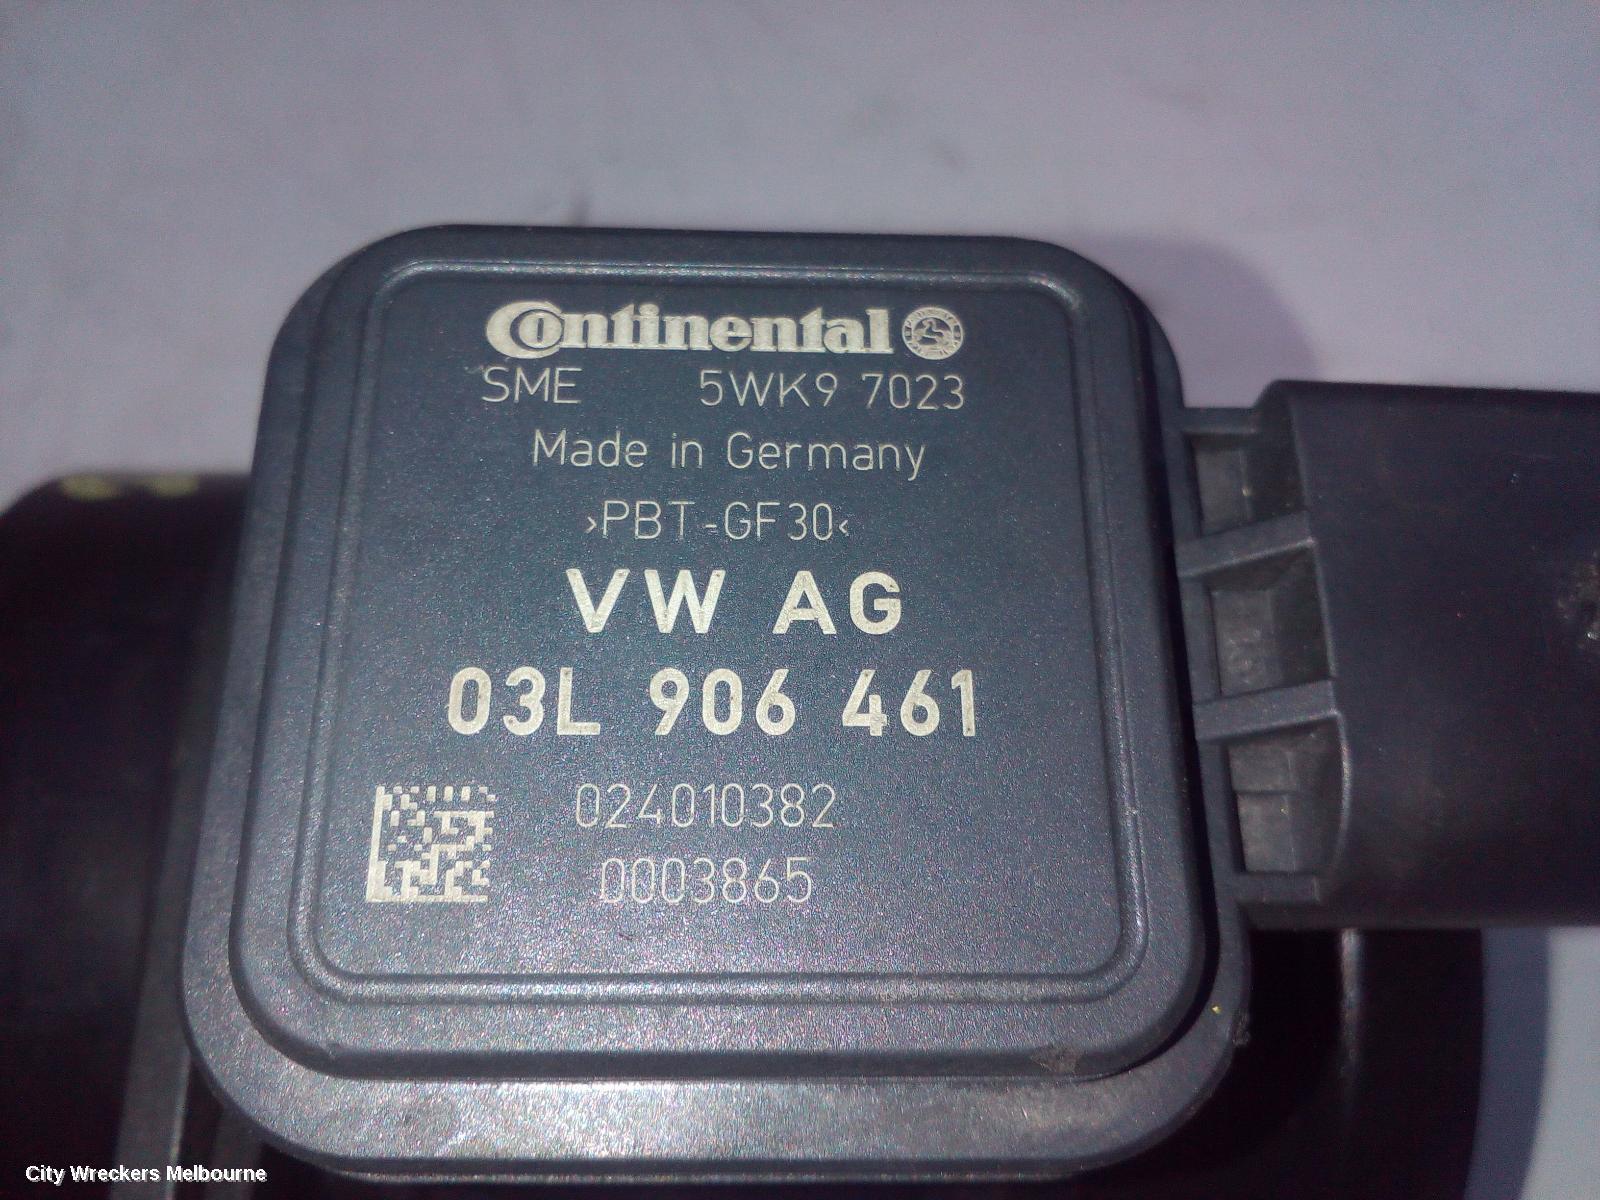 Continental
SME 5WK9 7023
Made in Germany
>PBT-GF30<
VW AG
03L 906 461
024010382
0003865
City Wreckers Melbourne